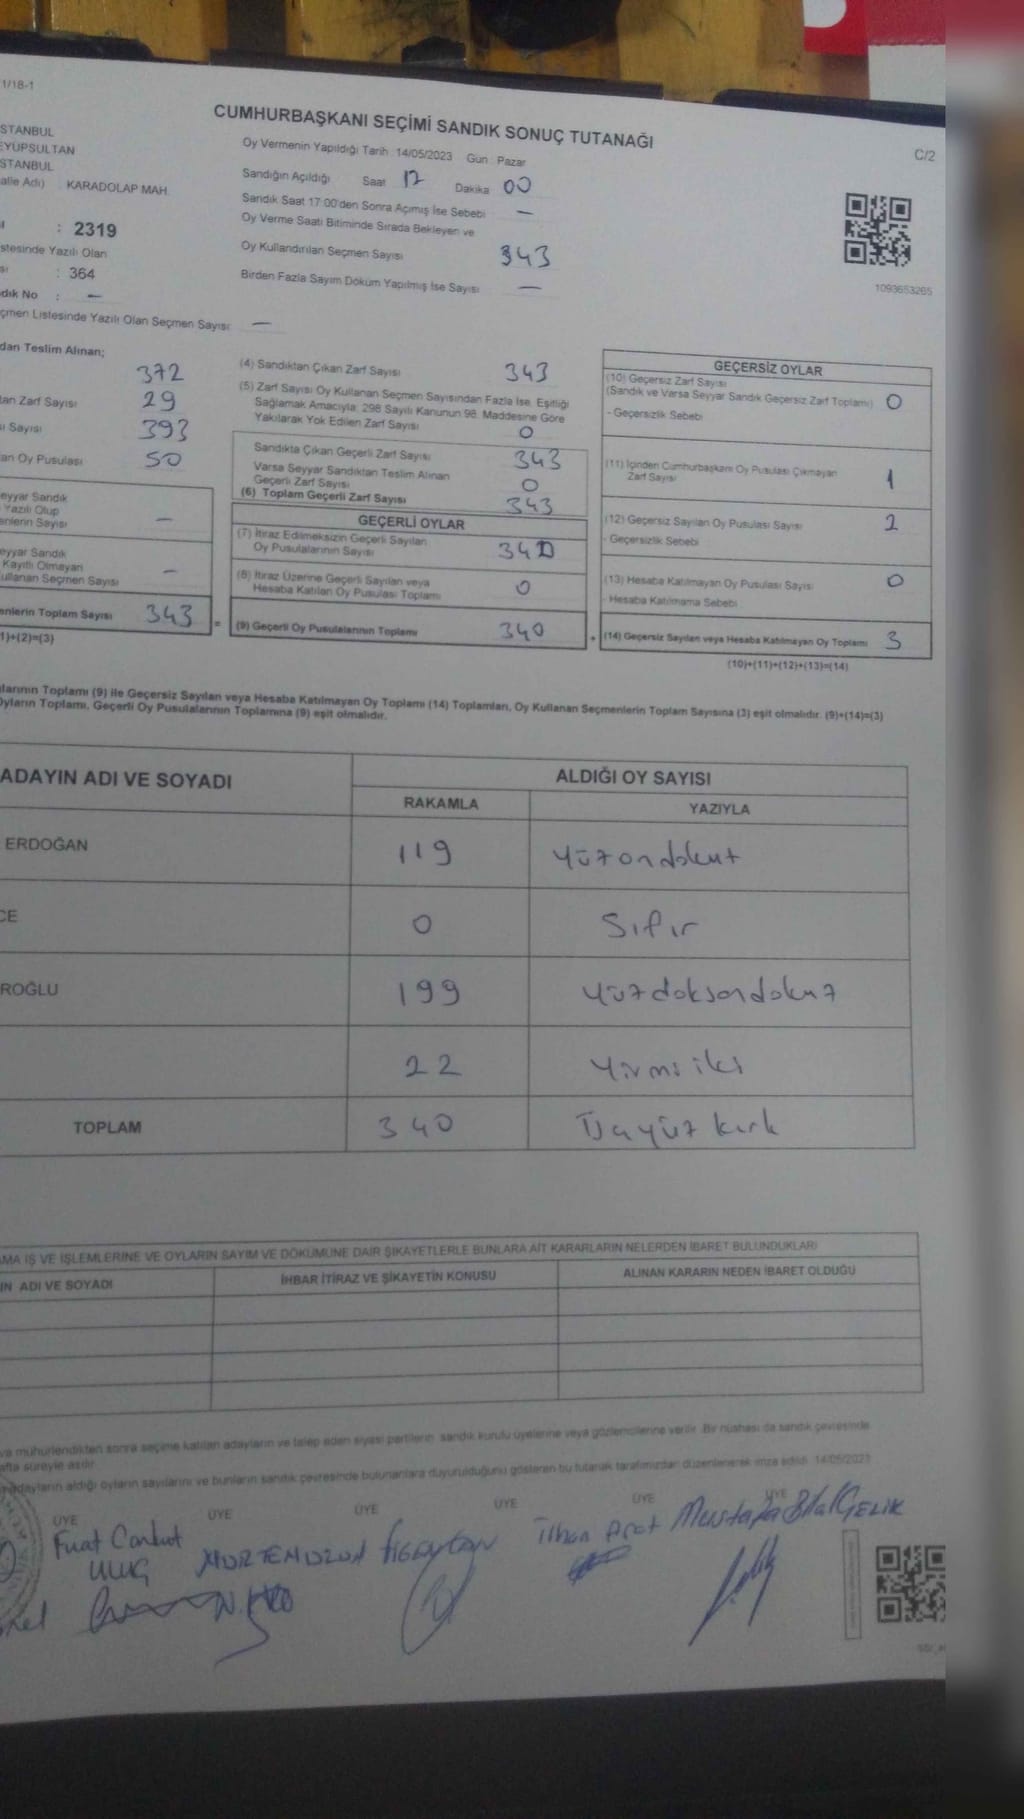 1/18-1
CUMHURBAŞKANI SEÇİMİ SANDIK SONUÇ TUTANAĞI
C/2
STANBUL
EYÜPSULTAN
STANBUL
alle Adı) KARADOLAP MAH.
: 2319
stesinde Yazılı Olan
: 364
dık No : —
çmen Listesinde Yazılı Olan Seçmen Sayısı: —
Oy Vermenin Yapıldığı Tarih : 14/05/2023 Gün : Pazar
Sandığın Açıldığı Saat 17 Dakika 00
Sandık Saat 17:00'den Sonra Açımış İse Sebebi —
Oy Verme Saati Bitiminde Sırada Bekleyen ve
Oy Kullandırılan Seçmen Sayısı 343
Birden Fazla Sayım Döküm Yapılmış İse Sayısı —
1093653265
dan Teslim Alınan;
372
tan Zarf Sayısı 29
ı Sayısı 393
an Oy Pusulası 50
eyyar Sandık
Yazılı Olup
enlerin Sayısı —
eyyar Sandık
Kayıtlı Olmayan
ullanan Seçmen Sayısı —
enlerin Toplam Sayısı 343
1)+(2)=(3)
=
(4) Sandıktan Çıkan Zarf Sayısı 343
(5) Zarf Sayısı Oy Kullanan Seçmen Sayısından Fazla İse, Eşitliği
Sağlamak Amacıyla; 298 Sayılı Kanunun 98. Maddesine Göre
Yakılarak Yok Edilen Zarf Sayısı 0
Sandıkta Çıkan Geçerli Zarf Sayısı 343
Varsa Seyyar Sandıktan Teslim Alınan
Geçerli Zarf Sayısı 0
(6) Toplam Geçerli Zarf Sayısı 343
GEÇERLİ OYLAR
(7) İtiraz Edilmeksizin Geçerli Sayılan
Oy Pusulalarının Sayısı 340
(8) İtiraz Üzerine Geçerli Sayılan veya
Hesaba Katılan Oy Pusulası Toplamı 0
(9) Geçerli Oy Pusulalarının Toplamı 340
+
GEÇERSİZ OYLAR
(10) Geçersiz Zarf Sayısı
(Sandık ve Varsa Seyyar Sandık Geçersiz Zarf Toplamı) 0
- Geçersizlik Sebebi
(11) İçinden Cumhurbaşkanı Oy Pusulası Çıkmayan
Zarf Sayısı 1
(12) Geçersiz Sayılan Oy Pusulası Sayısı 2
- Geçersizlik Sebebi
(13) Hesaba Katılmayan Oy Pusulası Sayısı 0
- Hesaba Katılmama Sebebi
(14) Geçersiz Sayılan veya Hesaba Katılmayan Oy Toplamı 3
(10)+(11)+(12)+(13)=(14)
larının Toplamı (9) ile Geçersiz Sayılan veya Hesaba Katılmayan Oy Toplamı (14) Toplamları, Oy Kullanan Seçmenlerin Toplam Sayısına (3) eşit olmalıdır. (9)+(14)=(3)
Oyların Toplamı, Geçerli Oy Pusulalarının Toplamına (9) eşit olmalıdır.
ADAYIN ADI VE SOYADI ALDIĞI OY SAYISI
RAKAMLA YAZIYLA
ERDOĞAN 119 yüzondokuz
CE 0 Sıfır
ROĞLU 199 yüzdoksandokuz
22 Yirmi iki
TOPLAM 340 Üçyüz kırk
AMA İŞ VE İŞLEMLERİNE VE OYLARIN SAYIM VE DÖKÜMÜNE DAİR ŞİKAYETLERLE BUNLARA AİT KARARLARIN NELERDEN İBARET BULUNDUKLARI
IN ADI VE SOYADI İHBAR İTİRAZ VE ŞİKAYETİN KONUSU ALINAN KARARIN NEDEN İBARET OLDUĞU
va mühürlendikten sonra seçime katılan adayların ve talep eden siyasi partilerin sandık kurulu üyelerine veya gözlemcilerine verilir. Bir nüshası da sandık çevresinde
afta süreyle asılır.
adayların aldığı oyların sayılarını ve bunların sandık çevresinde bulunanlara duyurulduğunu gösteren bu tutanak tarafımızdan düzenlenerek imza edildi. 14/05/2023
ÜYE ÜYE ÜYE ÜYE ÜYE ÜYE
Fuat Cankut
ULUĞ
İlhan Mustafa Bilal ÇELİK